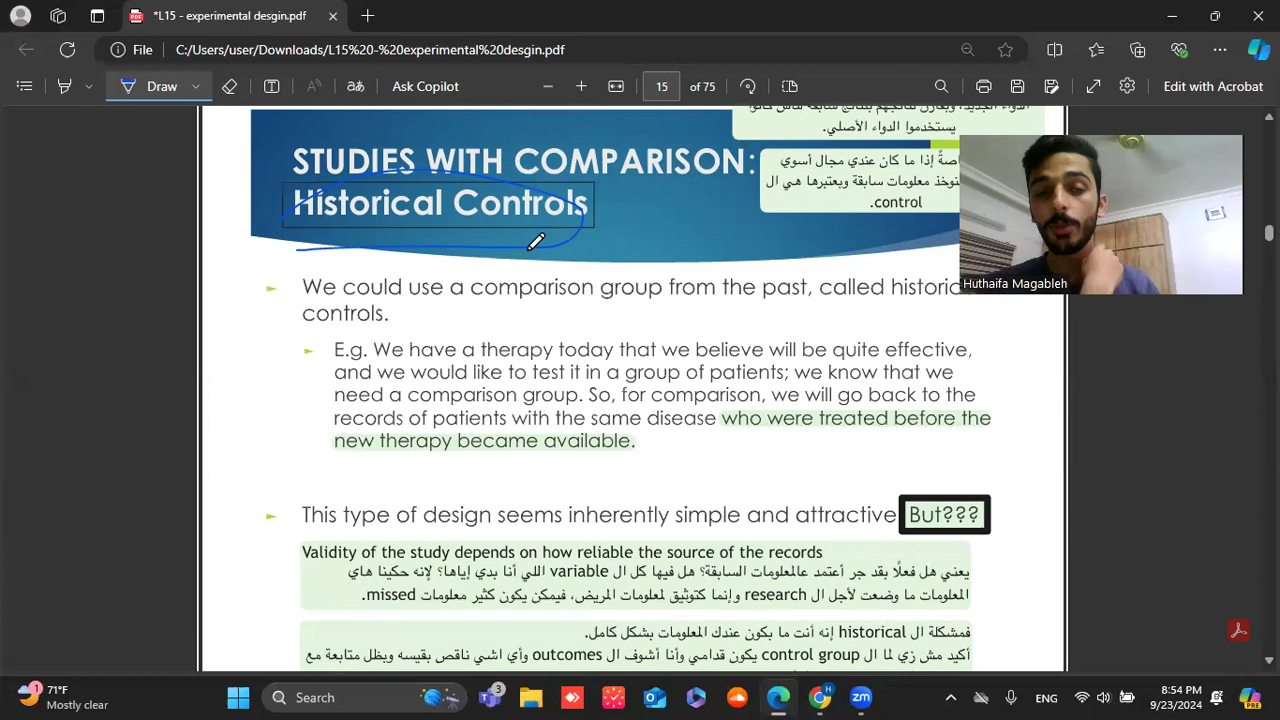 *L15 - experimental desgin.pdf
File
C:/Users/user/Downloads/L15%20-%20experimental%20desgin.pdf
Draw
Ask Copilot
15 of 75
Edit with Acrobat
يستخدموا الدواء الأصلي.
STUDIES WITH COMPARISON:
Historical Controls
إذا ما كان عندي مجال أسوي
معلومات سابقة ويعتبرها هي ال
control.
Huthaifa Magableh
We could use a comparison group from the past, called
controls.
E.g. We have a therapy today that we believe will be quite effective,
and we would like to test it in a group of patients; we know that we
need a comparison group. So, for comparison, we will go back to the
records of patients with the same disease who were treated before the
new therapy became available.
This type of design seems inherently simple and attractive But???
Validity of the study depends on how reliable the source of the records
يعني هل فعلًا بقد جر أعتمد عالمعلومات السابقة؟ هل فيها كل ال variable اللي أنا بدي إياها؟ لإنه حكينا هاي
المعلومات ما وضعت لأجل ال research وإنما كتوثيق لمعلومات المريض، فيمكن يكون كثير معلومات missed.
فمشكلة ال historical إنه أنت ما بكون عندك المعلومات بشكل كامل.
أكيد مش زي لما ال control group يكون قدامي وأنا أشوف ال outcomes وأي اشي ناقص بقيسه وبظل متابعة مع
1
71°F
Mostly clear
Search
3
ENG
8:54 PM
9/23/2024
PRE